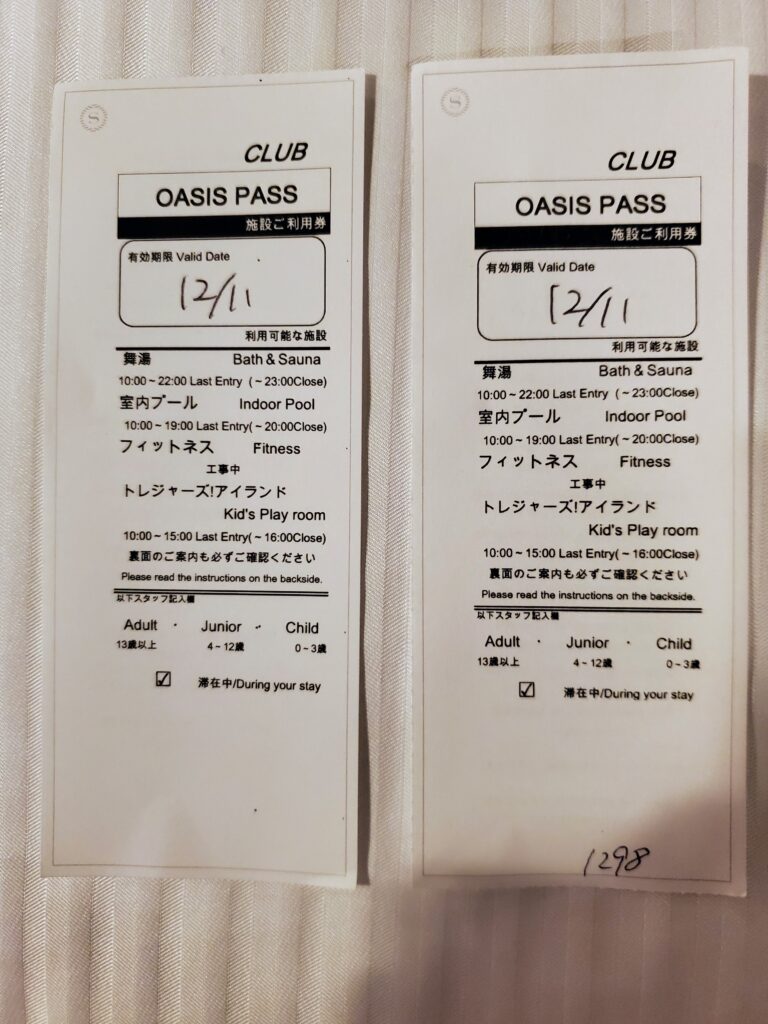 S
CLUB
OASIS PASS
施設ご利用券
有効期限 Valid Date
12/11
利用可能な施設
舞湯 Bath & Sauna
10:00~22:00 Last Entry (~23:00Close)
室内プール Indoor Pool
10:00~19:00 Last Entry(~20:00Close)
フィットネス Fitness
工事中
トレジャーズ!アイランド
Kid's Play room
10:00~15:00 Last Entry(~16:00Close)
裏面のご案内も必ずご確認ください
Please read the instructions on the backside.
以下スタッフ記入欄
Adult ・ Junior ・ Child
13歳以上 4~12歳 0~3歳
☑ 滞在中/During your stay
S
CLUB
OASIS PASS
施設ご利用券
有効期限 Valid Date
12/11
利用可能な施設
舞湯 Bath & Sauna
10:00~22:00 Last Entry (~23:00Close)
室内プール Indoor Pool
10:00~19:00 Last Entry(~20:00Close)
フィットネス Fitness
工事中
トレジャーズ!アイランド
Kid's Play room
10:00~15:00 Last Entry(~16:00Close)
裏面のご案内も必ずご確認ください
Please read the instructions on the backside.
以下スタッフ記入欄
Adult ・ Junior ・ Child
13歳以上 4~12歳 0~3歳
☑ 滞在中/During your stay
1298